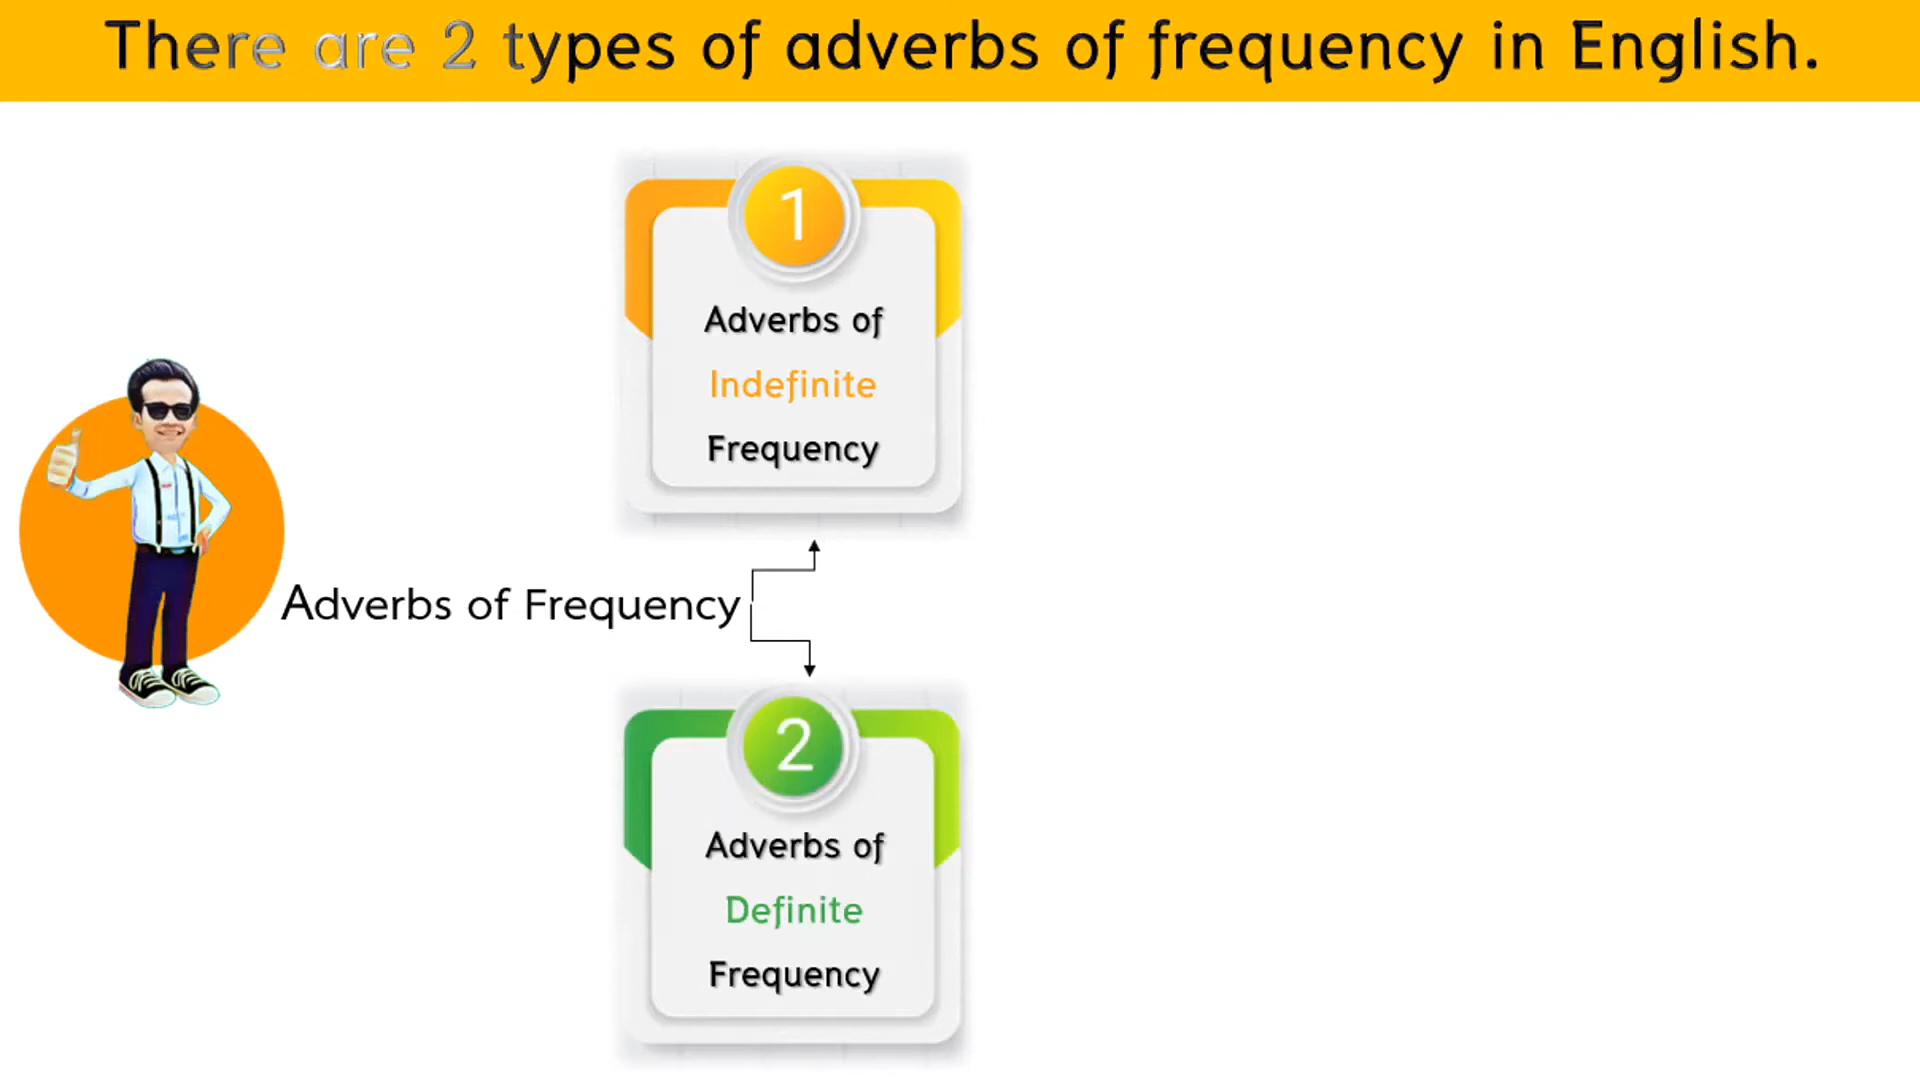 There are 2 types of adverbs of frequency in English.
1
Adverbs of
Indefinite
Frequency
Adverbs of Frequency
2
Adverbs of
Definite
Frequency